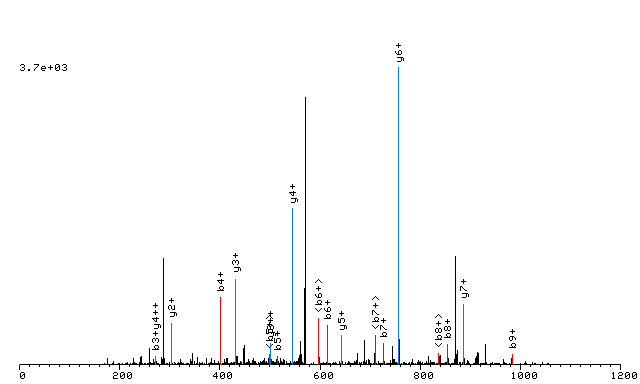 3.7e+03
y6+
y4+
y3+
b4+
y2+
b3+y4++
b5+
<b6+>
b6+
y5+
<b7+>
b7+
<b8+>
b8+
y7+
b9+
0 200 400 600 800 1000 1200